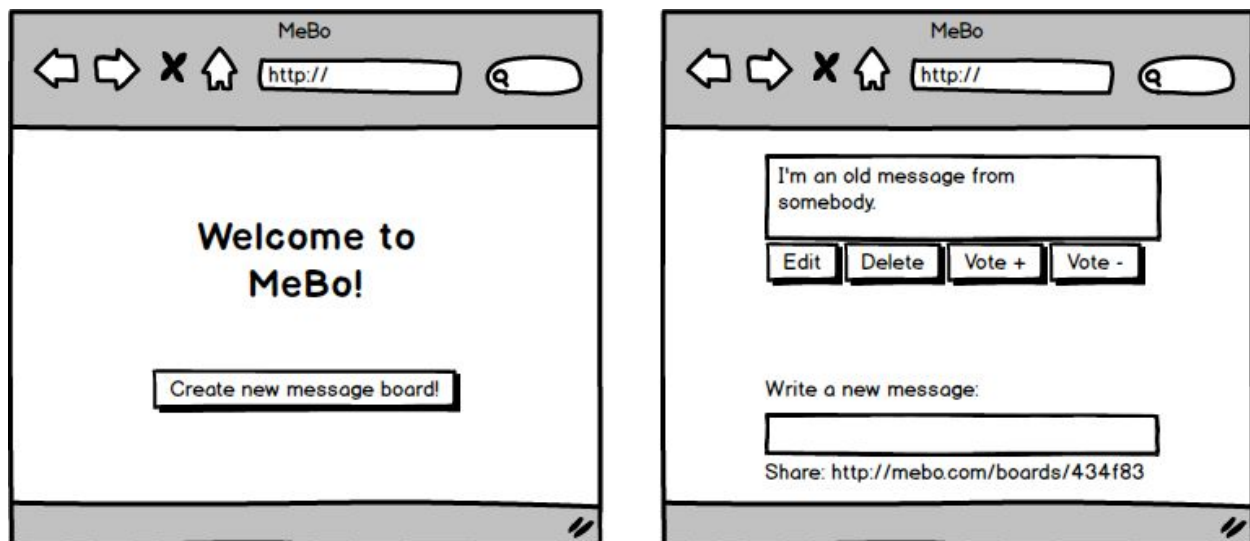 MeBo
http://
Welcome to
MeBo!
Create new message board!
MeBo
http://
I'm an old message from
somebody.
Edit Delete Vote + Vote -
Write a new message:
Share: http://mebo.com/boards/434f83